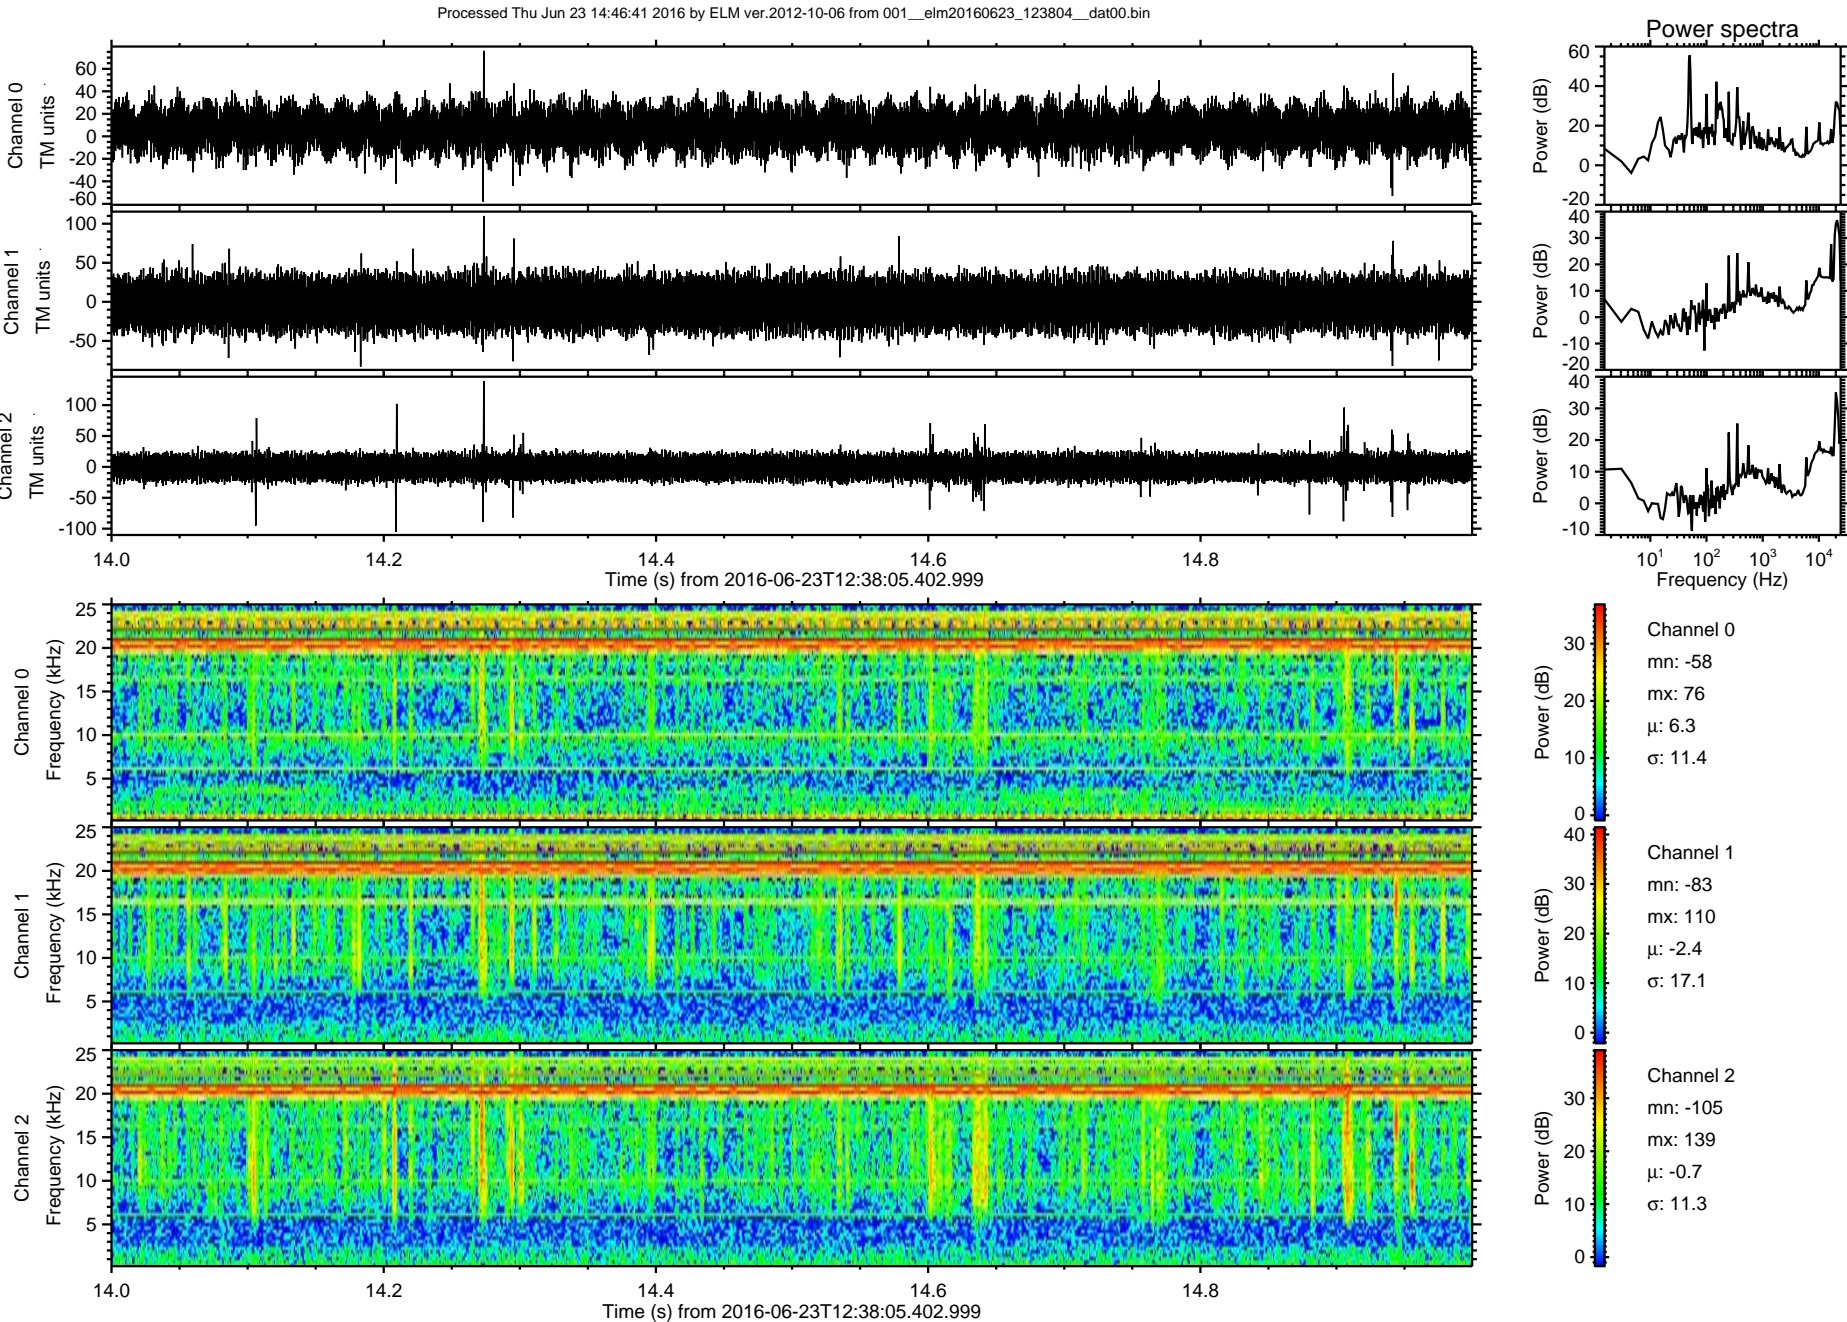 Processed Thu Jun 23 14:46:41 2016 by ELM ver.2012-10-06 from 001__elm20160623_123804__dat00.bin
Power spectra
Channel 0
TM units
60
40
20
0
-20
-40
-60
Power (dB)
60
40
20
0
-20
Channel 1
TM units
100
50
0
-50
Power (dB)
40
30
20
10
0
-10
-20
Channel 2
TM units
100
50
0
-50
-100
Power (dB)
40
30
20
10
0
-10
14.0 14.2 14.4 14.6 14.8
Time (s) from 2016-06-23T12:38:05.402.999
10^1 10^2 10^3 10^4
Frequency (Hz)
Channel 0
Frequency (kHz)
25
20
15
10
5
Power (dB)
30
20
10
0
Channel 0
mn: -58
mx: 76
μ: 6.3
σ: 11.4
Channel 1
Frequency (kHz)
25
20
15
10
5
Power (dB)
40
30
20
10
0
Channel 1
mn: -83
mx: 110
μ: -2.4
σ: 17.1
Channel 2
Frequency (kHz)
25
20
15
10
5
Power (dB)
30
20
10
0
Channel 2
mn: -105
mx: 139
μ: -0.7
σ: 11.3
14.0 14.2 14.4 14.6 14.8
Time (s) from 2016-06-23T12:38:05.402.999